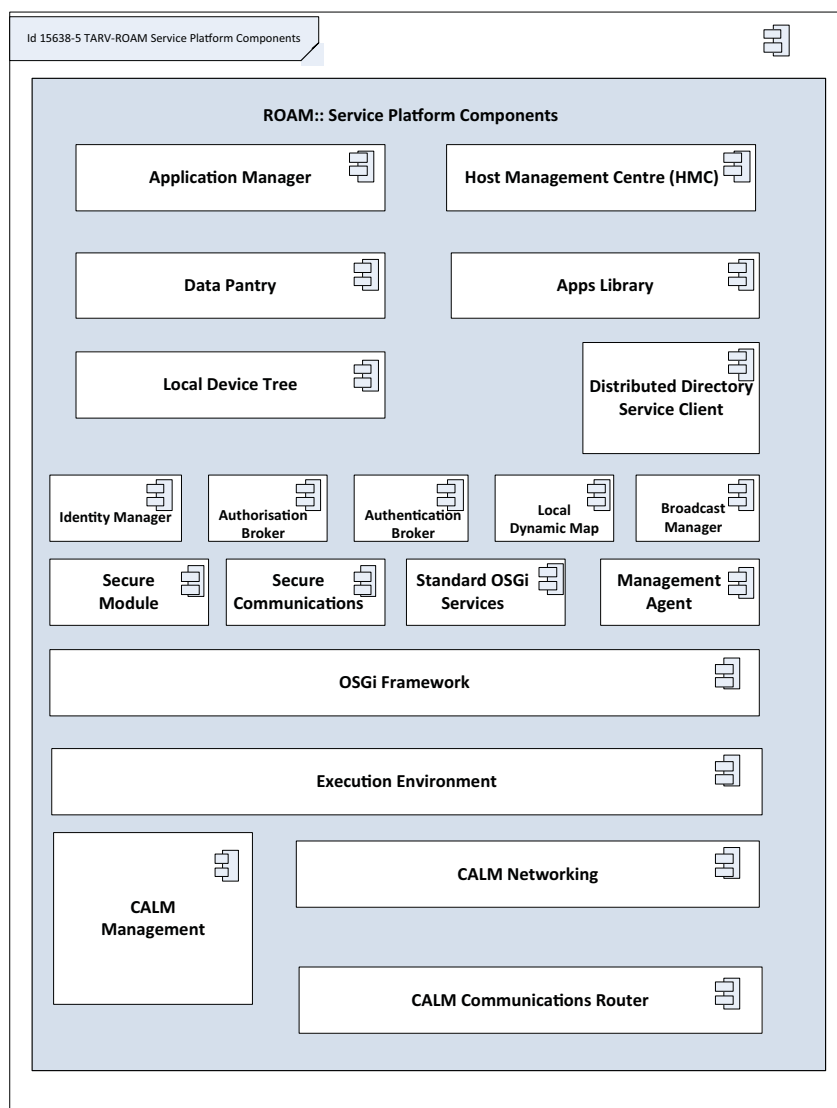 Id 15638-5 TARV-ROAM Service Platform Components
ROAM:: Service Platform Components
Application Manager
Host Management Centre (HMC)
Data Pantry
Apps Library
Local Device Tree
Distributed Directory
Service Client
Identity Manager
Authorisation
Broker
Authentication
Broker
Local
Dynamic Map
Broadcast
Manager
Secure
Module
Secure
Communications
Standard OSGi
Services
Management
Agent
OSGi Framework
Execution Environment
CALM
Management
CALM Networking
CALM Communications Router